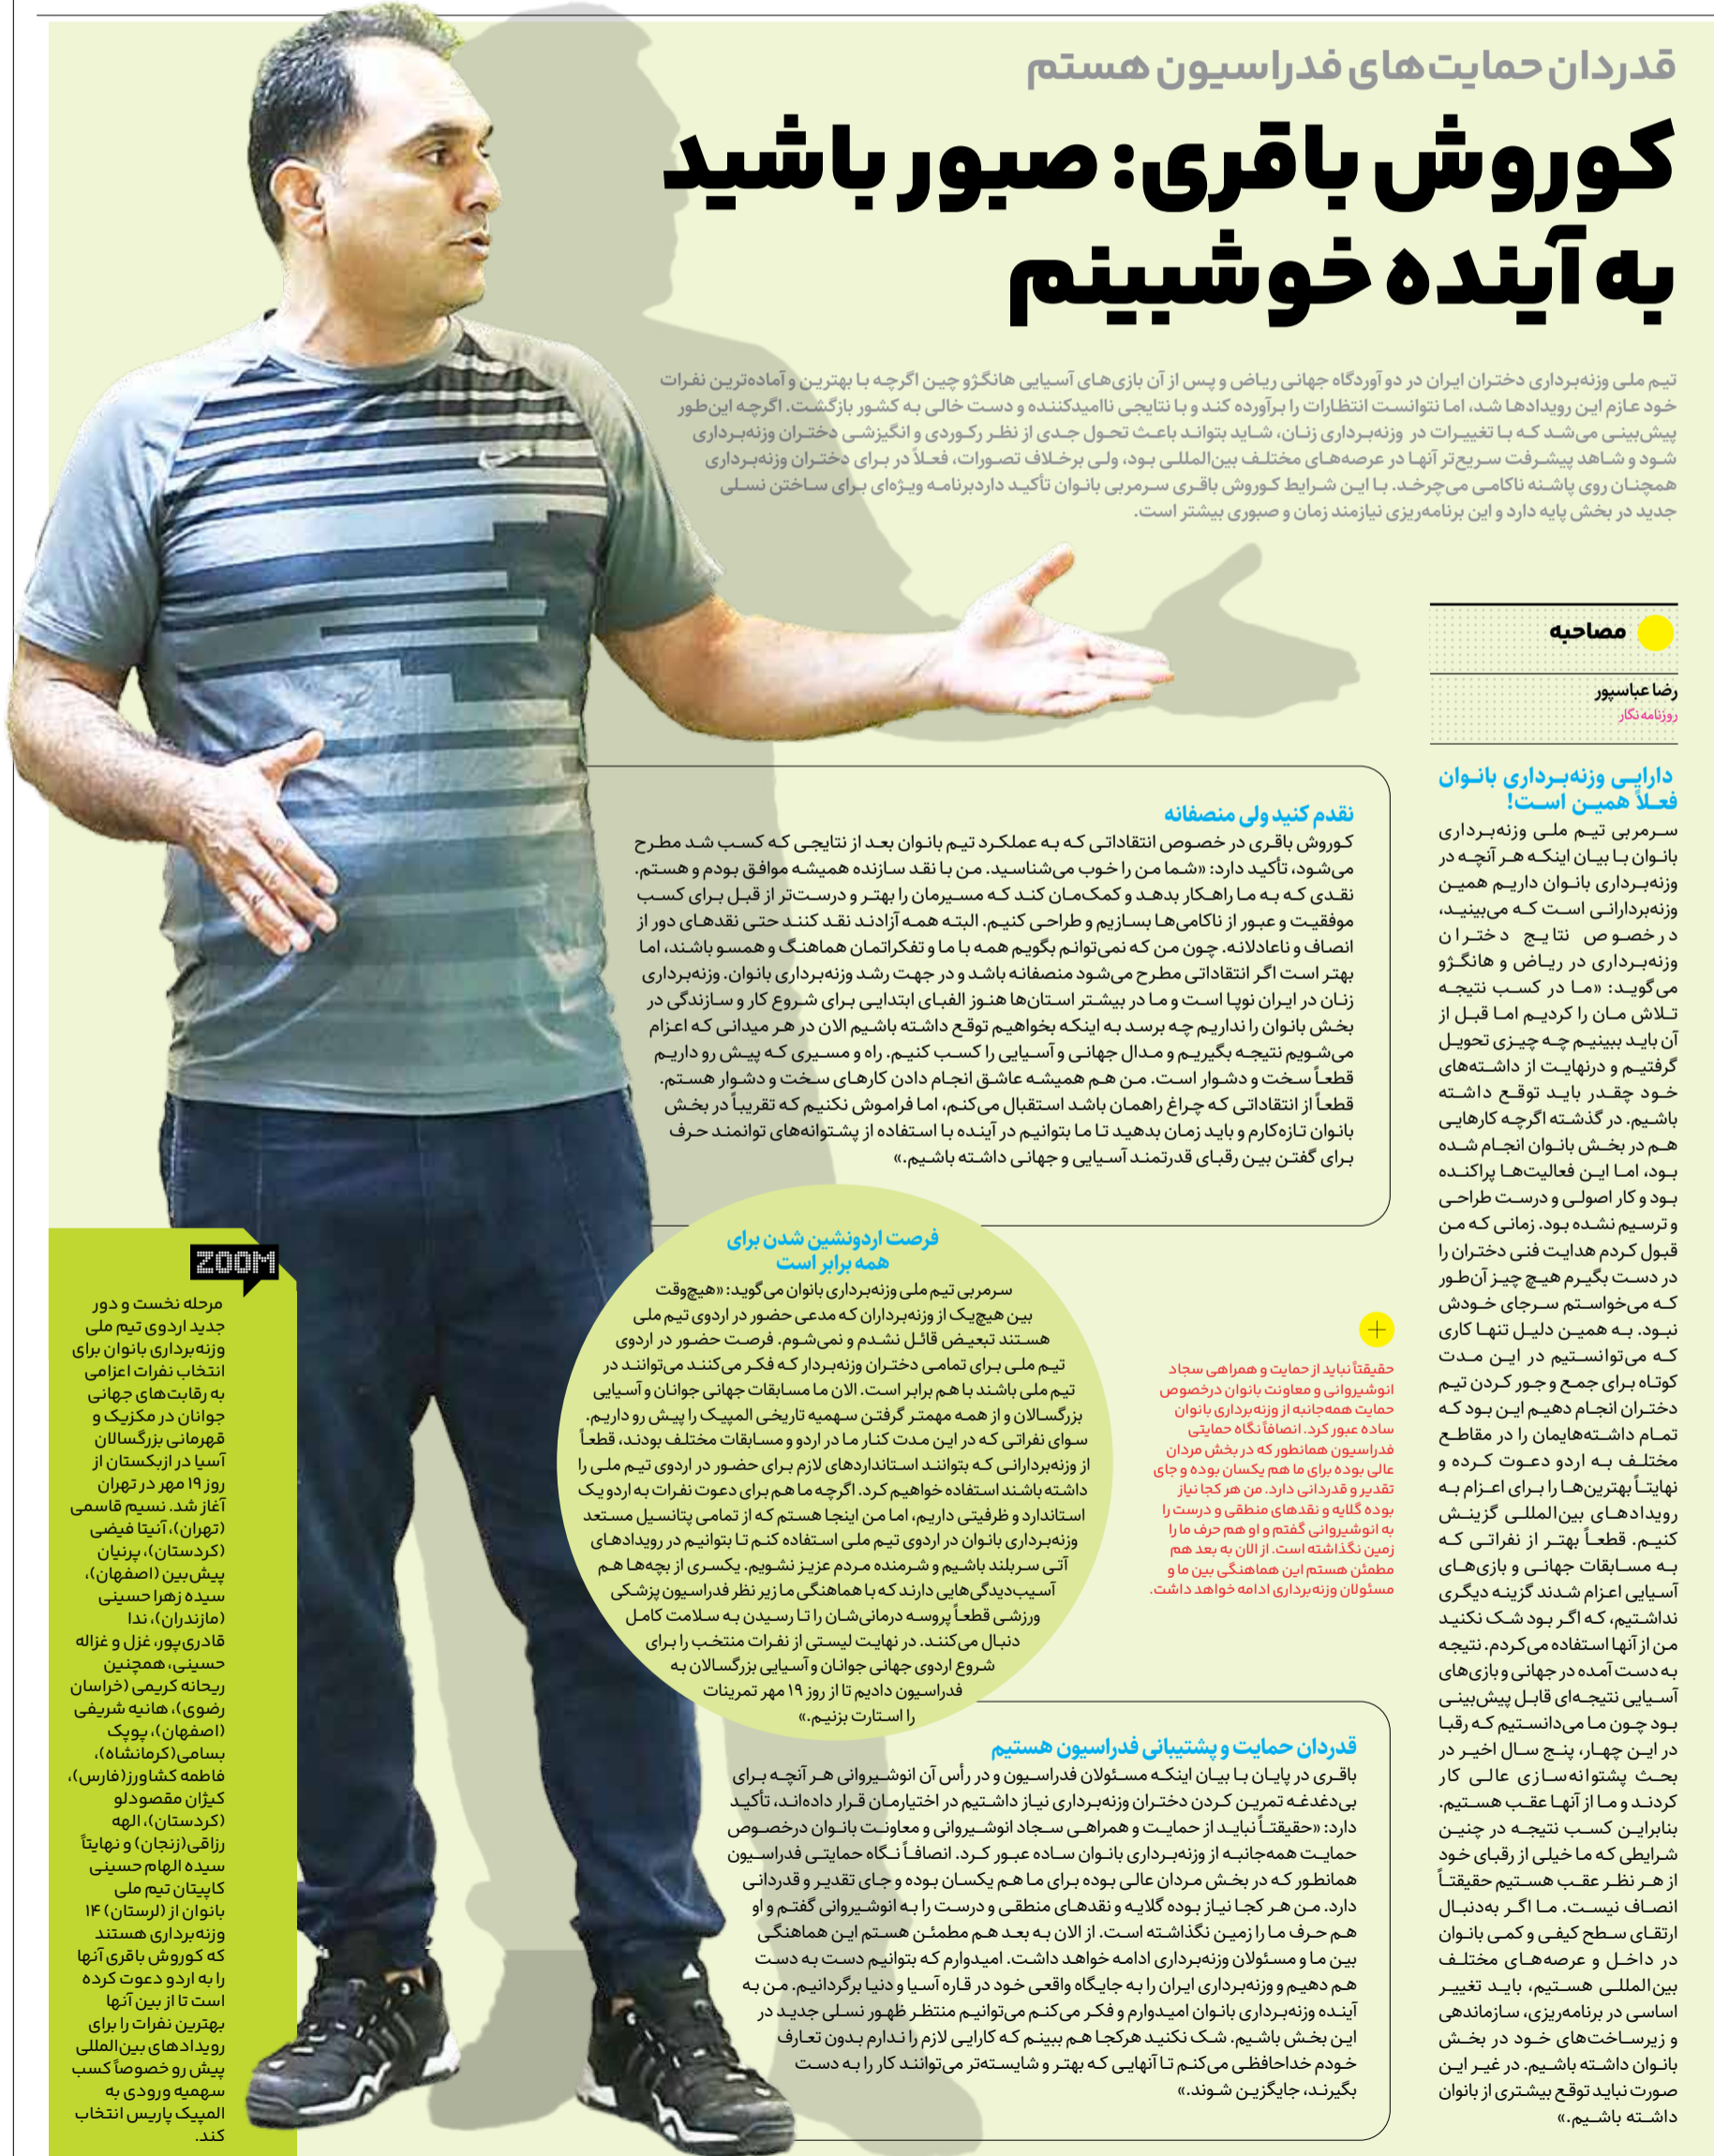 قدردان حمایت‌های فدراسیون هستم
کوروش باقری: صبور باشید
به آینده خوشبینم
تیم ملی وزنه‌برداری دختران ایران در دو آوردگاه جهانی ریاض و پس از آن بازی‌های آسیایی هانگژو چین اگرچه با بهترین و آماده‌ترین نفرات
خود عازم این رویدادها شد، اما نتوانست انتظارات را برآورده کند و با نتایجی ناامیدکننده و دست خالی به کشور بازگشت. اگرچه این‌طور
پیش‌بینی می‌شد که با تغییرات در وزنه‌برداری زنان، شاید بتواند باعث تحول جدی از نظر رکوردی و انگیزشی دختران وزنه‌برداری
شود و شاهد پیشرفت سریع‌تر آنها در عرصه‌های مختلف بین‌المللی بود، ولی برخلاف تصورات، فعلاً در برای دختران وزنه‌برداری
همچنان روی پاشنه ناکامی می‌چرخد. با این شرایط کوروش باقری سرمربی بانوان تأکید داردبرنامه ویژه‌ای برای ساختن نسلی
جدید در بخش پایه دارد و این برنامه‌ریزی نیازمند زمان و صبوری بیشتر است.
مصاحبه
رضا عباسپور
روزنامه نگار
دارایی وزنه‌برداری بانوان
فعلاً همین است!
سرمربی تیم ملی وزنه‌برداری
بانوان با بیان اینکه هر آنچه در
وزنه‌برداری بانوان داریم همین
وزنه‌بردارانی است که می‌بینید،
درخصوص نتایج دختران
وزنه‌برداری در ریاض و هانگژو
می‌گوید: «ما در کسب نتیجه
تلاش مان را کردیم اما قبل از
آن باید ببینیم چه چیزی تحویل
گرفتیم و درنهایت از داشته‌های
خود چقدر باید توقع داشته
باشیم. در گذشته اگرچه کارهایی
هم در بخش بانوان انجام شده
بود، اما این فعالیت‌ها پراکنده
بود و کار اصولی و درست طراحی
و ترسیم نشده بود. زمانی که من
قبول کردم هدایت فنی دختران را
در دست بگیرم هیچ چیز آن‌طور
که می‌خواستم سرجای خودش
نبود. به همین دلیل تنها کاری
که می‌توانستیم در این مدت
کوتاه برای جمع و جور کردن تیم
دختران انجام دهیم این بود که
تمام داشته‌هایمان را در مقاطع
مختلف به اردو دعوت کرده و
نهایتاً بهترین‌ها را برای اعزام به
رویدادهای بین‌المللی گزینش
کنیم. قطعاً بهتر از نفراتی که
به مسابقات جهانی و بازی‌های
آسیایی اعزام شدند گزینه دیگری
نداشتیم، که اگر بود شک نکنید
من از آنها استفاده می‌کردم. نتیجه
به دست آمده در جهانی و بازی‌های
آسیایی نتیجه‌ای قابل پیش‌بینی
بود چون ما می‌دانستیم که رقبا
در این چهار، پنج سال اخیر در
بحث پشتوانه‌سازی عالی کار
کردند و ما از آنها عقب هستیم.
بنابراین کسب نتیجه در چنین
شرایطی که ما خیلی از رقبای خود
از هر نظر عقب هستیم حقیقتاً
انصاف نیست. ما اگر به‌دنبال
ارتقای سطح کیفی و کمی بانوان
در داخل و عرصه‌های مختلف
بین‌المللی هستیم، باید تغییر
اساسی در برنامه‌ریزی، سازماندهی
و زیرساخت‌های خود در بخش
بانوان داشته باشیم. در غیر این
صورت نباید توقع بیشتری از بانوان
داشته باشیم.»
نقدم کنید ولی منصفانه
کوروش باقری در خصوص انتقاداتی که به عملکرد تیم بانوان بعد از نتایجی که کسب شد مطرح
می‌شود، تأکید دارد: «شما من را خوب می‌شناسید. من با نقد سازنده همیشه موافق بودم و هستم.
نقدی که به ما راهکار بدهد و کمک‌مان کند که مسیرمان را بهتر و درست‌تر از قبل برای کسب
موفقیت و عبور از ناکامی‌ها بسازیم و طراحی کنیم. البته همه آزادند نقد کنند حتی نقدهای دور از
انصاف و ناعادلانه. چون من که نمی‌توانم بگویم همه با ما و تفکراتمان هماهنگ و همسو باشند، اما
بهتر است اگر انتقاداتی مطرح می‌شود منصفانه باشد و در جهت رشد وزنه‌برداری بانوان. وزنه‌برداری
زنان در ایران نوپا است و ما در بیشتر استان‌ها هنوز الفبای ابتدایی برای شروع کار و سازندگی در
بخش بانوان را نداریم چه برسد به اینکه بخواهیم توقع داشته باشیم الان در هر میدانی که اعزام
می‌شویم نتیجه بگیریم و مدال جهانی و آسیایی را کسب کنیم. راه و مسیری که پیش رو داریم
قطعاً سخت و دشوار است. من هم همیشه عاشق انجام دادن کارهای سخت و دشوار هستم.
قطعاً از انتقاداتی که چراغ راهمان باشد استقبال می‌کنم، اما فراموش نکنیم که تقریباً در بخش
بانوان تازه‌کارم و باید زمان بدهید تا ما بتوانیم در آینده با استفاده از پشتوانه‌های توانمند حرف
برای گفتن بین رقبای قدرتمند آسیایی و جهانی داشته باشیم.»
فرصت اردونشین شدن برای
همه برابر است
سرمربی تیم ملی وزنه‌برداری بانوان می‌گوید: «هیچ‌وقت
بین هیچ‌یک از وزنه‌برداران که مدعی حضور در اردوی تیم ملی
هستند تبعیض قائل نشدم و نمی‌شوم. فرصت حضور در اردوی
تیم ملی برای تمامی دختران وزنه‌بردار که فکر می‌کنند می‌توانند در
تیم ملی باشند با هم برابر است. الان ما مسابقات جهانی جوانان و آسیایی
بزرگسالان و از همه مهمتر گرفتن سهمیه تاریخی المپیک را پیش رو داریم.
سوای نفراتی که در این مدت کنار ما در اردو و مسابقات مختلف بودند، قطعاً
از وزنه‌بردارانی که بتوانند استانداردهای لازم برای حضور در اردوی تیم ملی را
داشته باشند استفاده خواهیم کرد. اگرچه ما هم برای دعوت نفرات به اردو یک
استاندارد و ظرفیتی داریم، اما من اینجا هستم که از تمامی پتانسیل مستعد
وزنه‌برداری بانوان در اردوی تیم ملی استفاده کنم تا بتوانیم در رویدادهای
آتی سربلند باشیم و شرمنده مردم عزیز نشویم. یکسری از بچه‌ها هم
آسیب‌دیدگی‌هایی دارند که با هماهنگی ما زیر نظر فدراسیون پزشکی
ورزشی قطعاً پروسه درمانی‌شان را تا رسیدن به سلامت کامل
دنبال می‌کنند. در نهایت لیستی از نفرات منتخب را برای
شروع اردوی جهانی جوانان و آسیایی بزرگسالان به
فدراسیون دادیم تا از روز ۱۹ مهر تمرینات
را استارت بزنیم.»
حقیقتاً نباید از حمایت و همراهی سجاد
انوشیروانی و معاونت بانوان درخصوص
حمایت همه‌جانبه از وزنه‌برداری بانوان
ساده عبور کرد. انصافاً نگاه حمایتی
فدراسیون همانطور که در بخش مردان
عالی بوده برای ما هم یکسان بوده و جای
تقدیر و قدردانی دارد. من هر کجا نیاز
بوده گلایه و نقدهای منطقی و درست را
به انوشیروانی گفتم و او هم حرف ما را
زمین نگذاشته است. از الان به بعد هم
مطمئن هستم این هماهنگی بین ما و
مسئولان وزنه‌برداری ادامه خواهد داشت.
قدردان حمایت و پشتیبانی فدراسیون هستیم
باقری در پایان با بیان اینکه مسئولان فدراسیون و در رأس آن انوشیروانی هر آنچه برای
بی‌دغدغه تمرین کردن دختران وزنه‌برداری نیاز داشتیم در اختیارمان قرار داده‌اند، تأکید
دارد: «حقیقتاً نباید از حمایت و همراهی سجاد انوشیروانی و معاونت بانوان درخصوص
حمایت همه‌جانبه از وزنه‌برداری بانوان ساده عبور کرد. انصافاً نگاه حمایتی فدراسیون
همانطور که در بخش مردان عالی بوده برای ما هم یکسان بوده و جای تقدیر و قدردانی
دارد. من هر کجا نیاز بوده گلایه و نقدهای منطقی و درست را به انوشیروانی گفتم و او
هم حرف ما را زمین نگذاشته است. از الان به بعد هم مطمئن هستم این هماهنگی
بین ما و مسئولان وزنه‌برداری ادامه خواهد داشت. امیدوارم که بتوانیم دست به دست
هم دهیم و وزنه‌برداری ایران را به جایگاه واقعی خود در قاره آسیا و دنیا برگردانیم. من به
آینده وزنه‌برداری بانوان امیدوارم و فکر می‌کنم می‌توانیم منتظر ظهور نسلی جدید در
این بخش باشیم. شک نکنید هرکجا هم ببینم که کارایی لازم را ندارم بدون تعارف
خودم خداحافظی می‌کنم تا آنهایی که بهتر و شایسته‌تر می‌توانند کار را به دست
بگیرند، جایگزین شوند.»
ZOOM
مرحله نخست و دور
جدید اردوی تیم ملی
وزنه‌برداری بانوان برای
انتخاب نفرات اعزامی
به رقابت‌های جهانی
جوانان در مکزیک و
قهرمانی بزرگسالان
آسیا در ازبکستان از
روز ۱۹ مهر در تهران
آغاز شد. نسیم قاسمی
(تهران)، آنیتا فیضی
(کردستان)، پرنیان
پیش‌بین (اصفهان)،
سیده زهرا حسینی
(مازندران)، ندا
قادری‌پور، غزل و غزاله
حسینی، همچنین
ریحانه کریمی (خراسان
رضوی)، هانیه شریفی
(اصفهان)، پوپک
بسامی(کرمانشاه)،
فاطمه کشاورز(فارس)،
کیژان مقصودلو
(کردستان)، الهه
رزاقی(زنجان) و نهایتاً
سیده الهام حسینی
کاپیتان تیم ملی
بانوان از (لرستان) ۱۴
وزنه‌برداری هستند
که کوروش باقری آنها
را به اردو دعوت کرده
است تا از بین آنها
بهترین نفرات را برای
رویدادهای بین‌المللی
پیش رو خصوصاً کسب
سهمیه ورودی به
المپیک پاریس انتخاب
کند.